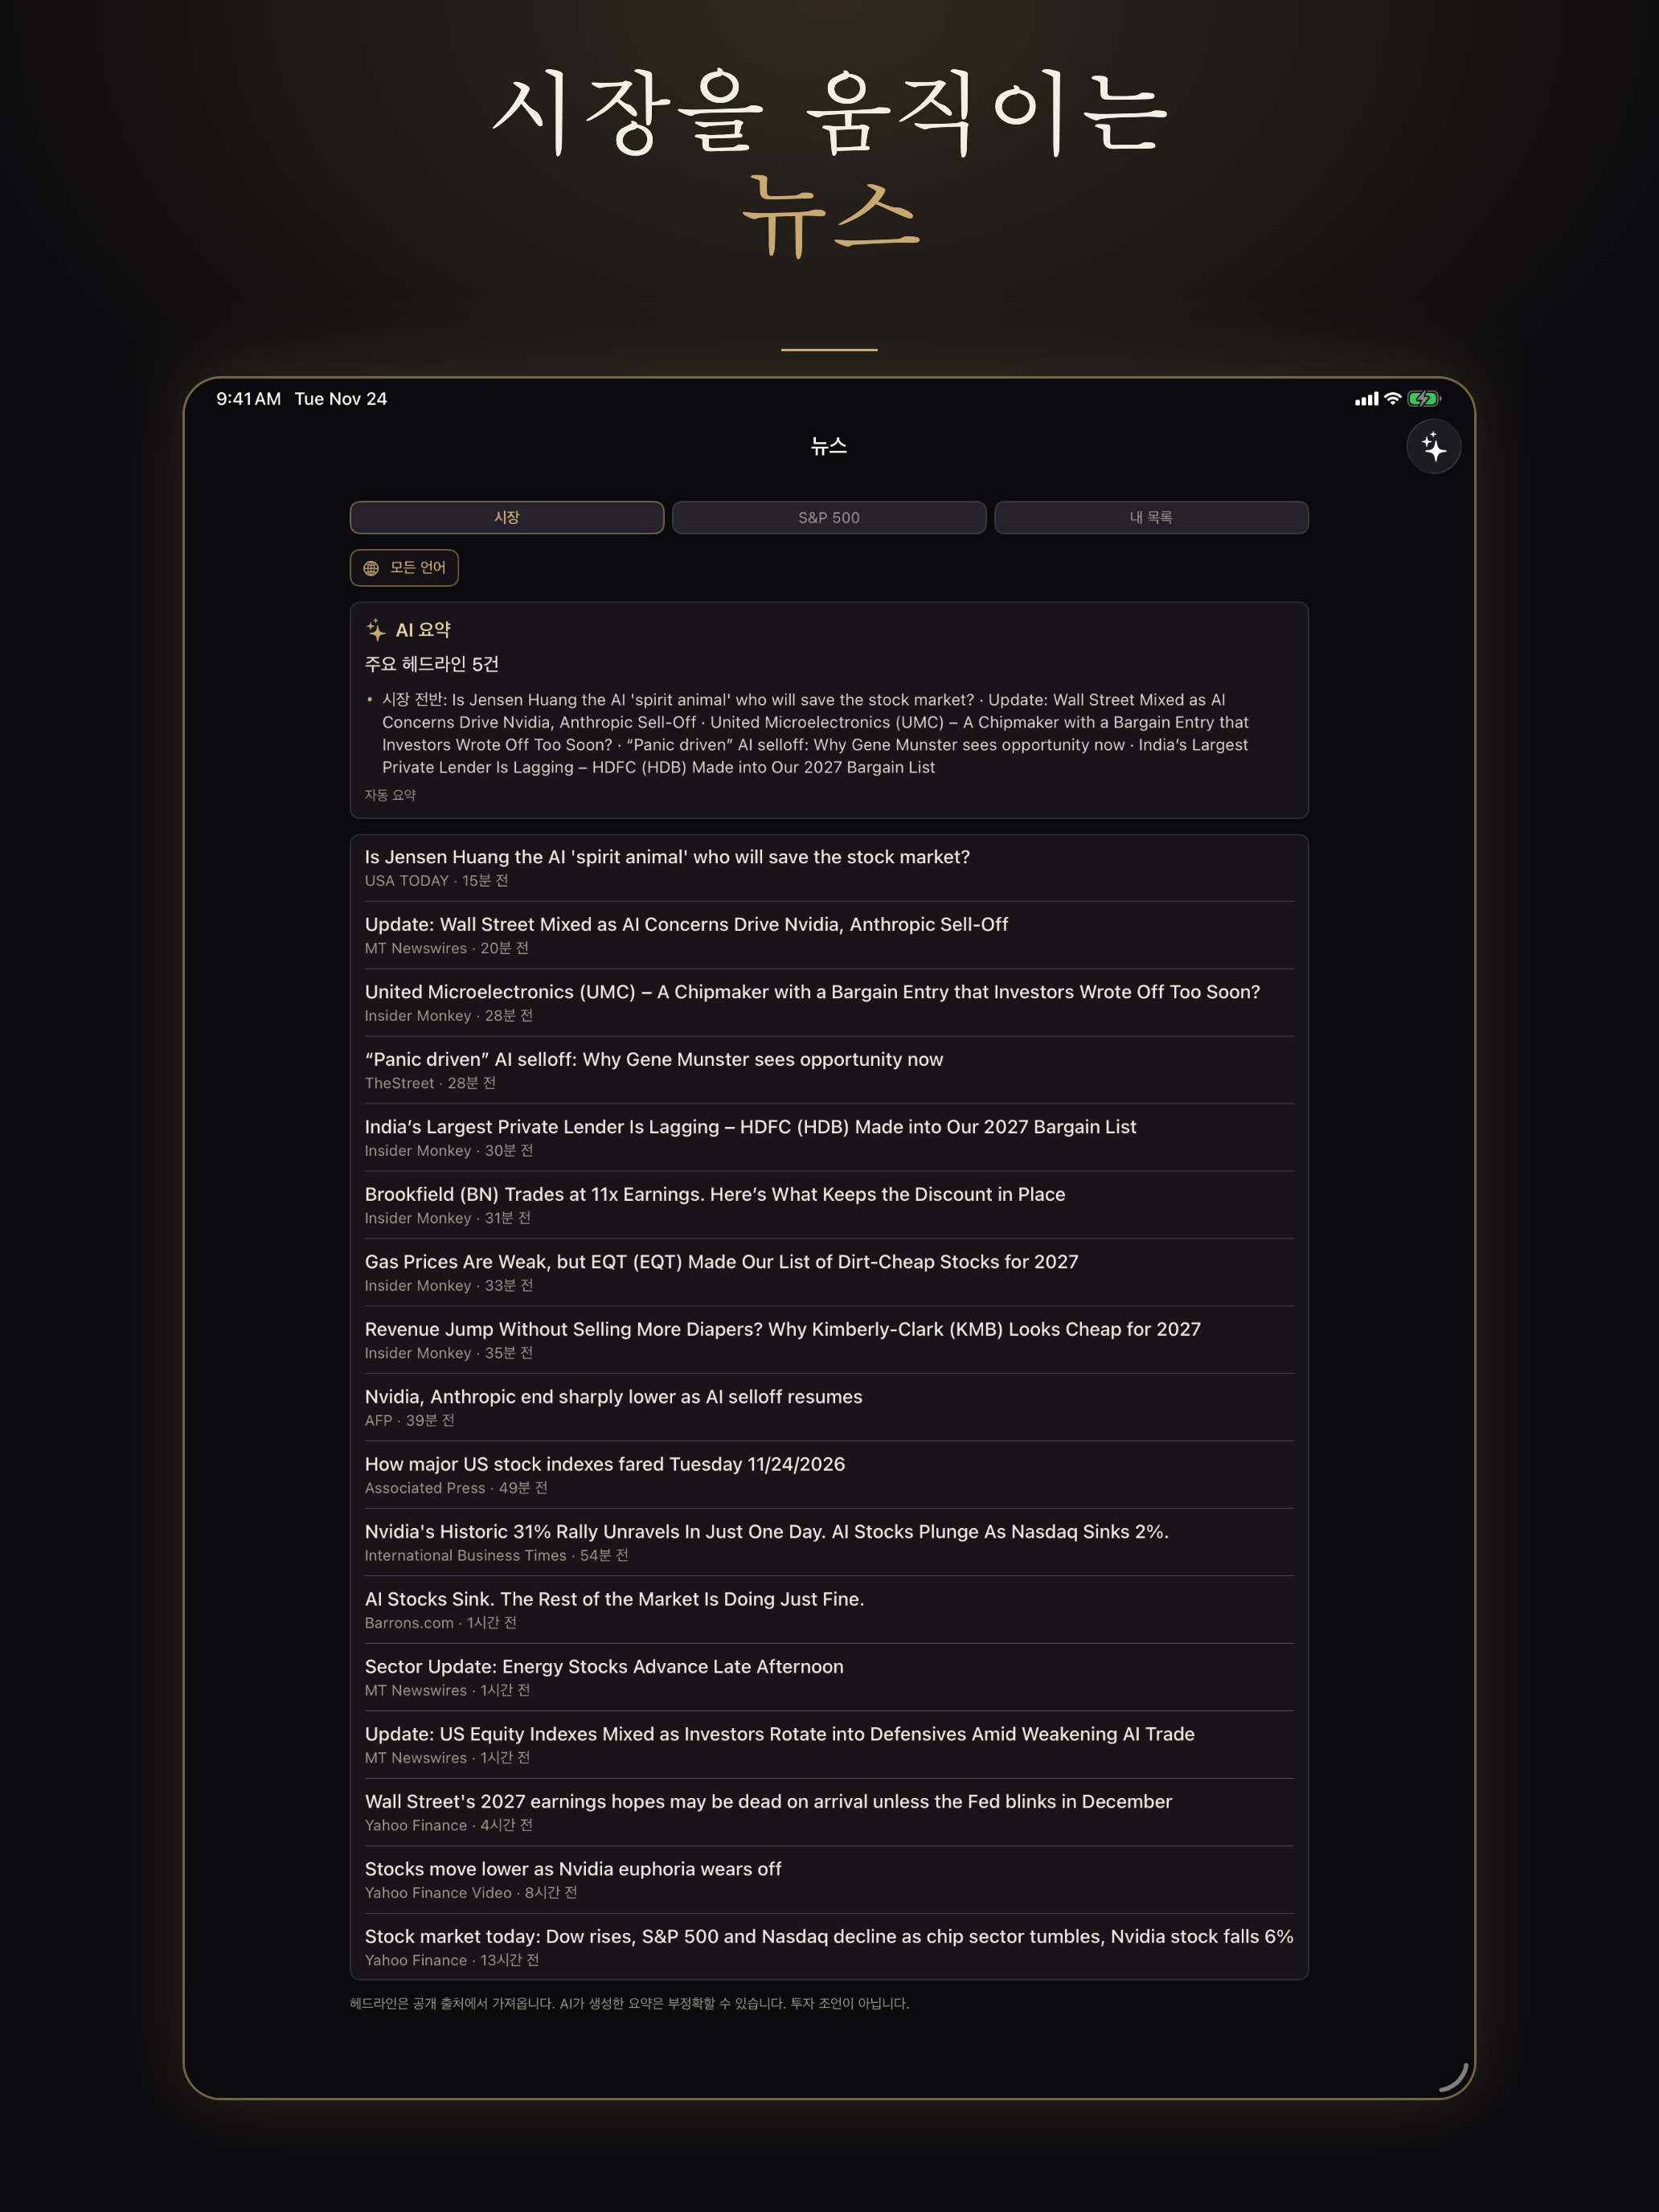 시장을 움직이는
뉴스
9:41 AM Tue Nov 24
뉴스
시장
S&P 500
내 목록
모든 언어
AI 요약
주요 헤드라인 5건
• 시장 전반: Is Jensen Huang the AI 'spirit animal' who will save the stock market? · Update: Wall Street Mixed as AI
Concerns Drive Nvidia, Anthropic Sell-Off · United Microelectronics (UMC) – A Chipmaker with a Bargain Entry that
Investors Wrote Off Too Soon? · “Panic driven” AI selloff: Why Gene Munster sees opportunity now · India’s Largest
Private Lender Is Lagging – HDFC (HDB) Made into Our 2027 Bargain List
자동 요약
Is Jensen Huang the AI 'spirit animal' who will save the stock market?
USA TODAY · 15분 전
Update: Wall Street Mixed as AI Concerns Drive Nvidia, Anthropic Sell-Off
MT Newswires · 20분 전
United Microelectronics (UMC) – A Chipmaker with a Bargain Entry that Investors Wrote Off Too Soon?
Insider Monkey · 28분 전
“Panic driven” AI selloff: Why Gene Munster sees opportunity now
TheStreet · 28분 전
India’s Largest Private Lender Is Lagging – HDFC (HDB) Made into Our 2027 Bargain List
Insider Monkey · 30분 전
Brookfield (BN) Trades at 11x Earnings. Here’s What Keeps the Discount in Place
Insider Monkey · 31분 전
Gas Prices Are Weak, but EQT (EQT) Made Our List of Dirt-Cheap Stocks for 2027
Insider Monkey · 33분 전
Revenue Jump Without Selling More Diapers? Why Kimberly-Clark (KMB) Looks Cheap for 2027
Insider Monkey · 35분 전
Nvidia, Anthropic end sharply lower as AI selloff resumes
AFP · 39분 전
How major US stock indexes fared Tuesday 11/24/2026
Associated Press · 49분 전
Nvidia's Historic 31% Rally Unravels In Just One Day. AI Stocks Plunge As Nasdaq Sinks 2%.
International Business Times · 54분 전
AI Stocks Sink. The Rest of the Market Is Doing Just Fine.
Barrons.com · 1시간 전
Sector Update: Energy Stocks Advance Late Afternoon
MT Newswires · 1시간 전
Update: US Equity Indexes Mixed as Investors Rotate into Defensives Amid Weakening AI Trade
MT Newswires · 1시간 전
Wall Street's 2027 earnings hopes may be dead on arrival unless the Fed blinks in December
Yahoo Finance · 4시간 전
Stocks move lower as Nvidia euphoria wears off
Yahoo Finance Video · 8시간 전
Stock market today: Dow rises, S&P 500 and Nasdaq decline as chip sector tumbles, Nvidia stock falls 6%
Yahoo Finance · 13시간 전
헤드라인은 공개 출처에서 가져옵니다. AI가 생성한 요약은 부정확할 수 있습니다. 투자 조언이 아닙니다.